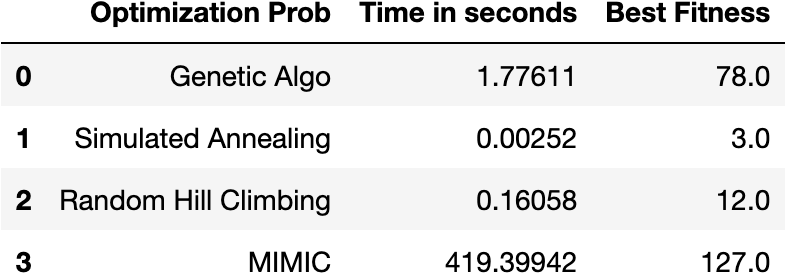 Optimization Prob Time in seconds Best Fitness
0 Genetic Algo 1.77611 78.0
1 Simulated Annealing 0.00252 3.0
2 Random Hill Climbing 0.16058 12.0
3 MIMIC 419.39942 127.0